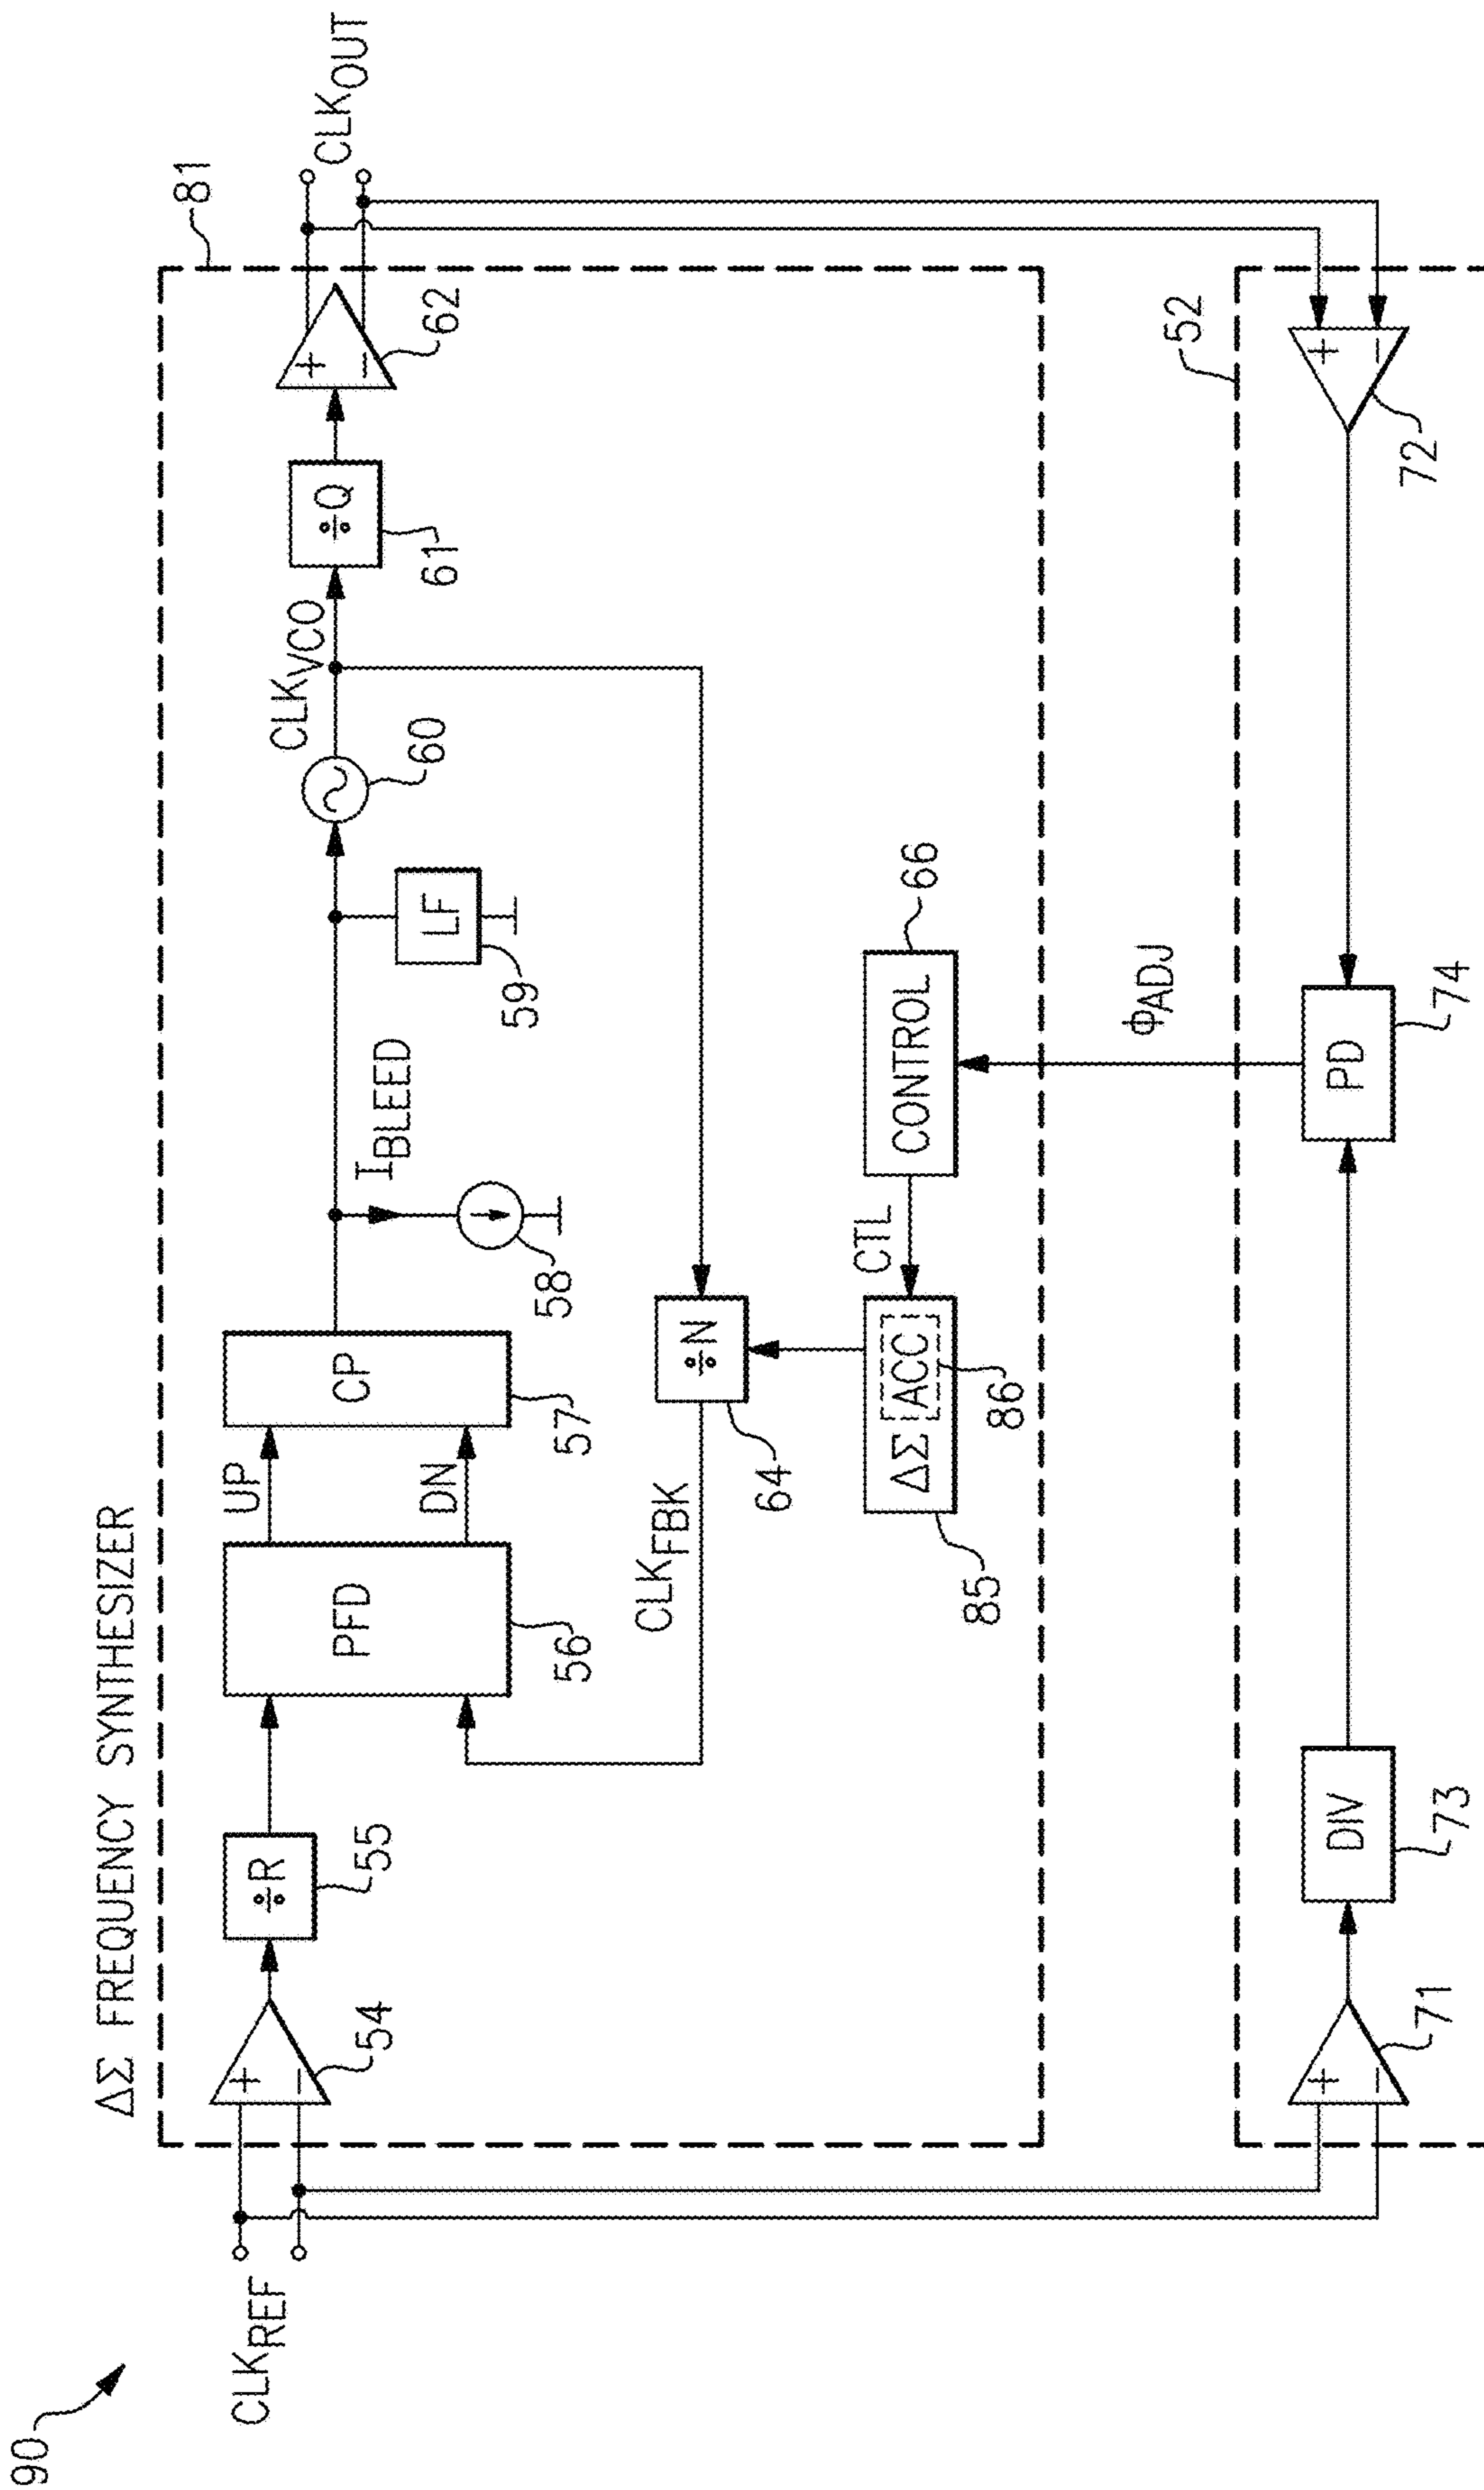 90
ΔΣ FREQUENCY SYNTHESIZER
81
CLKREF
+
−
54
÷R
55
PFD
56
UP
DN
CP
57
IBLEED
58
LF
59
60
CLKVCO
÷Q
61
+
−
62
CLKOUT
CLKFBK
÷N
64
ΔΣ ACC
85
86
CTL
CONTROL
66
ΦADJ
52
+
−
71
DIV
73
PD
74
+
−
72